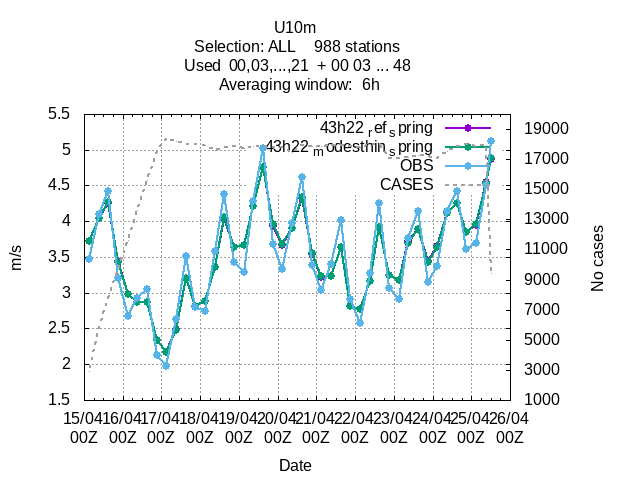 U10m
Selection: ALL 988 stations
Used 00,03,...,21 + 00 03 ... 48
Averaging window: 6h
5.5
5
4.5
4
3.5
3
2.5
2
1.5
m/s
19000
17000
15000
13000
11000
9000
7000
5000
3000
1000
No cases
43h22_ref_spring
43h22_modesthin_spring
OBS
CASES
15/04 16/04 17/04 18/04 19/04 20/04 21/04 22/04 23/04 24/04 25/04 26/04
00Z 00Z 00Z 00Z 00Z 00Z 00Z 00Z 00Z 00Z 00Z 00Z
Date